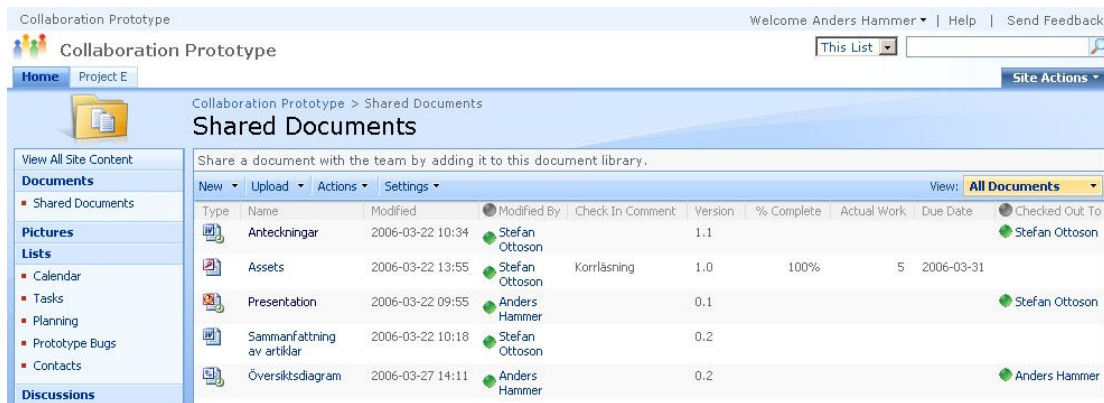 Collaboration Prototype
Welcome Anders Hammer | Help | Send Feedback
Collaboration Prototype
This List
Home Project E
Site Actions
Collaboration Prototype > Shared Documents
Shared Documents
View All Site Content
Documents
Shared Documents
Pictures
Lists
Calendar
Tasks
Planning
Prototype Bugs
Contacts
Discussions
Share a document with the team by adding it to this document library.
New Upload Actions Settings View: All Documents
Type Name Modified Modified By Check In Comment Version % Complete Actual Work Due Date Checked Out To
Anteckningar 2006-03-22 10:34 Stefan Ottoson 1.1 Stefan Ottoson
Assets 2006-03-22 13:55 Stefan Ottoson Korrläsning 1.0 100% 5 2006-03-31
Presentation 2006-03-22 09:55 Anders Hammer 0.1 Stefan Ottoson
Sammanfattning av artiklar 2006-03-22 10:18 Stefan Ottoson 0.2
Översiktsdiagram 2006-03-27 14:11 Anders Hammer 0.2 Anders Hammer